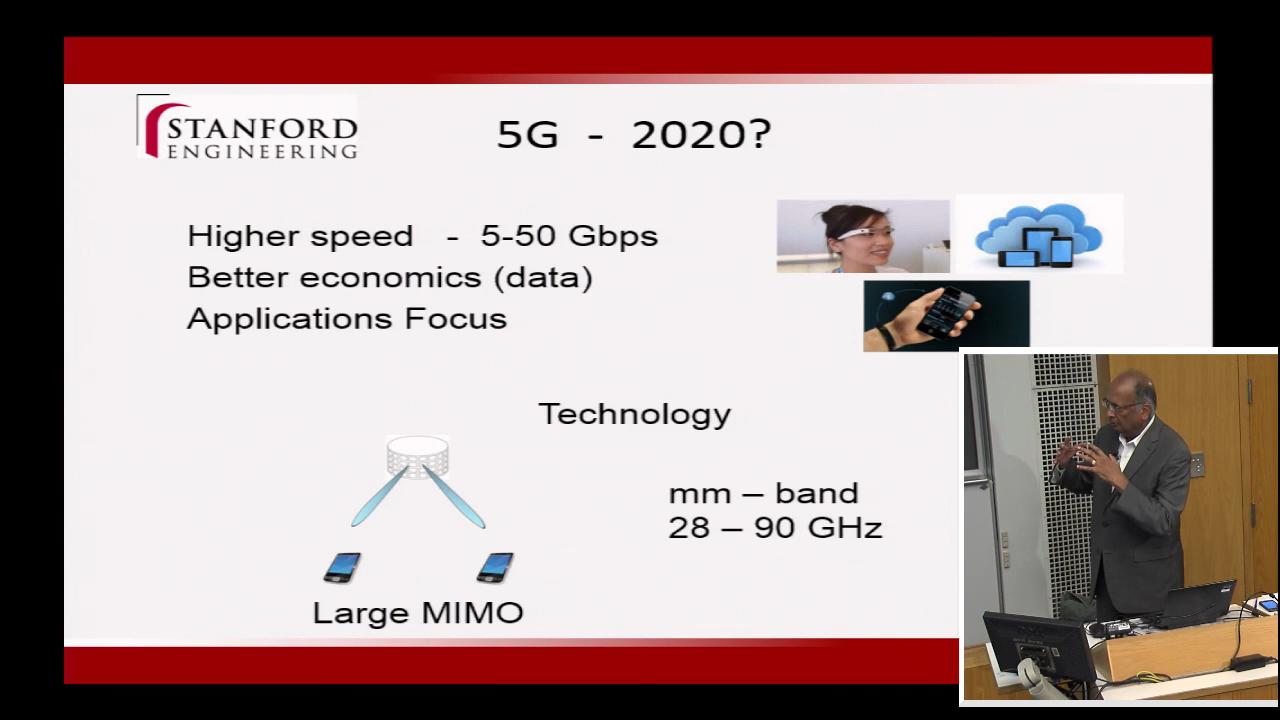 STANFORD
ENGINEERING
5G - 2020?
Higher speed - 5-50 Gbps
Better economics (data)
Applications Focus
Technology
mm – band
28 – 90 GHz
Large MIMO